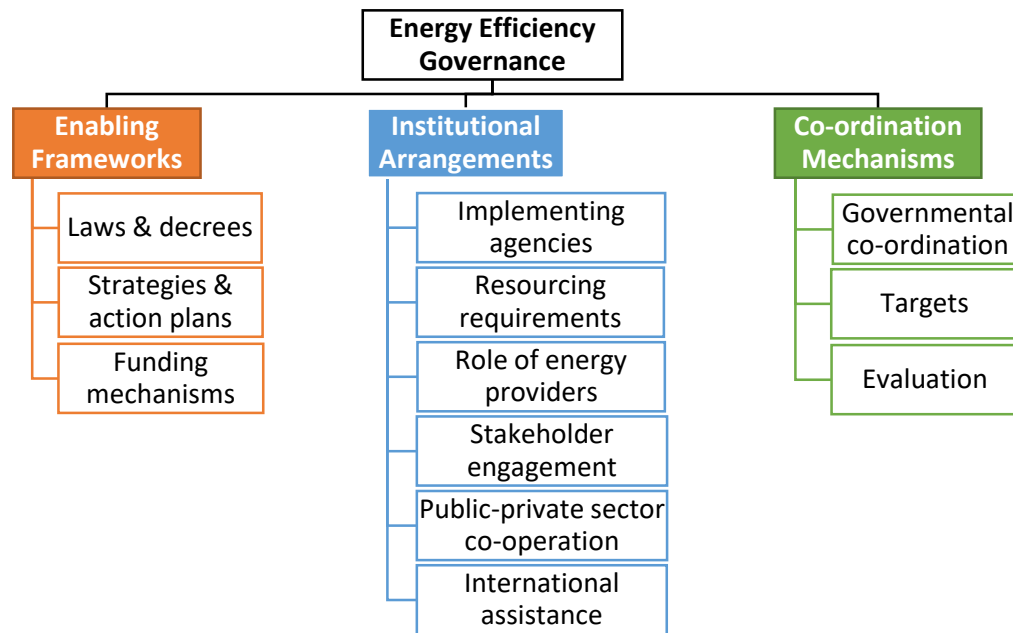 Energy Efficiency
Governance
Enabling
Frameworks
Laws & decrees
Strategies &
action plans
Funding
mechanisms
Institutional
Arrangements
Implementing
agencies
Resourcing
requirements
Role of energy
providers
Stakeholder
engagement
Public-private sector
co-operation
International
assistance
Co-ordination
Mechanisms
Governmental
co-ordination
Targets
Evaluation